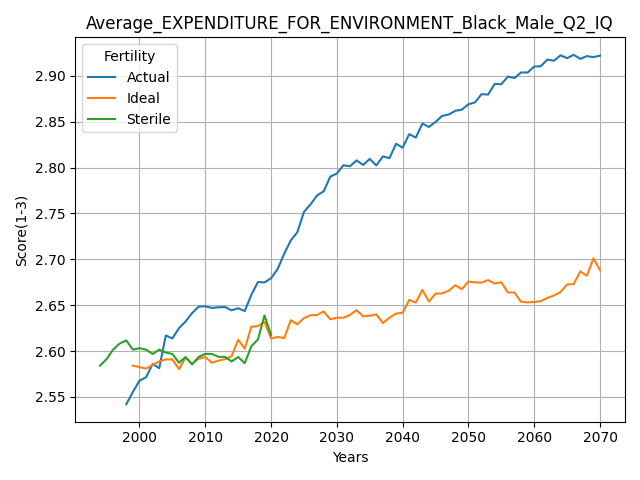 Average_EXPENDITURE_FOR_ENVIRONMENT_Black_Male_Q2_IQ
Fertility
Actual
Ideal
Sterile
Score(1-3)
2.90
2.85
2.80
2.75
2.70
2.65
2.60
2.55
2000 2010 2020 2030 2040 2050 2060 2070
Years